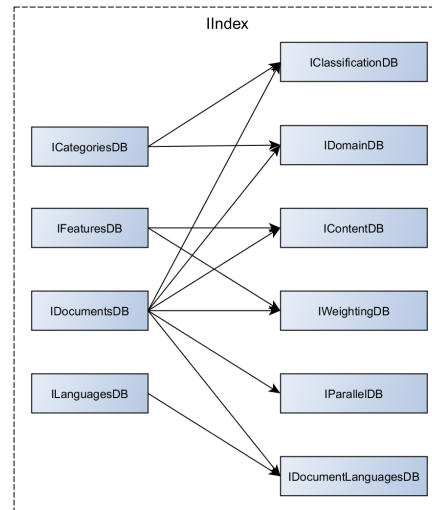 IIndex
IClassificationDB
ICategoriesDB
IDomainDB
IFeaturesDB
IContentDB
IDocumentsDB
IWeightingDB
ILanguagesDB
IParallelDB
IDocumentLanguagesDB